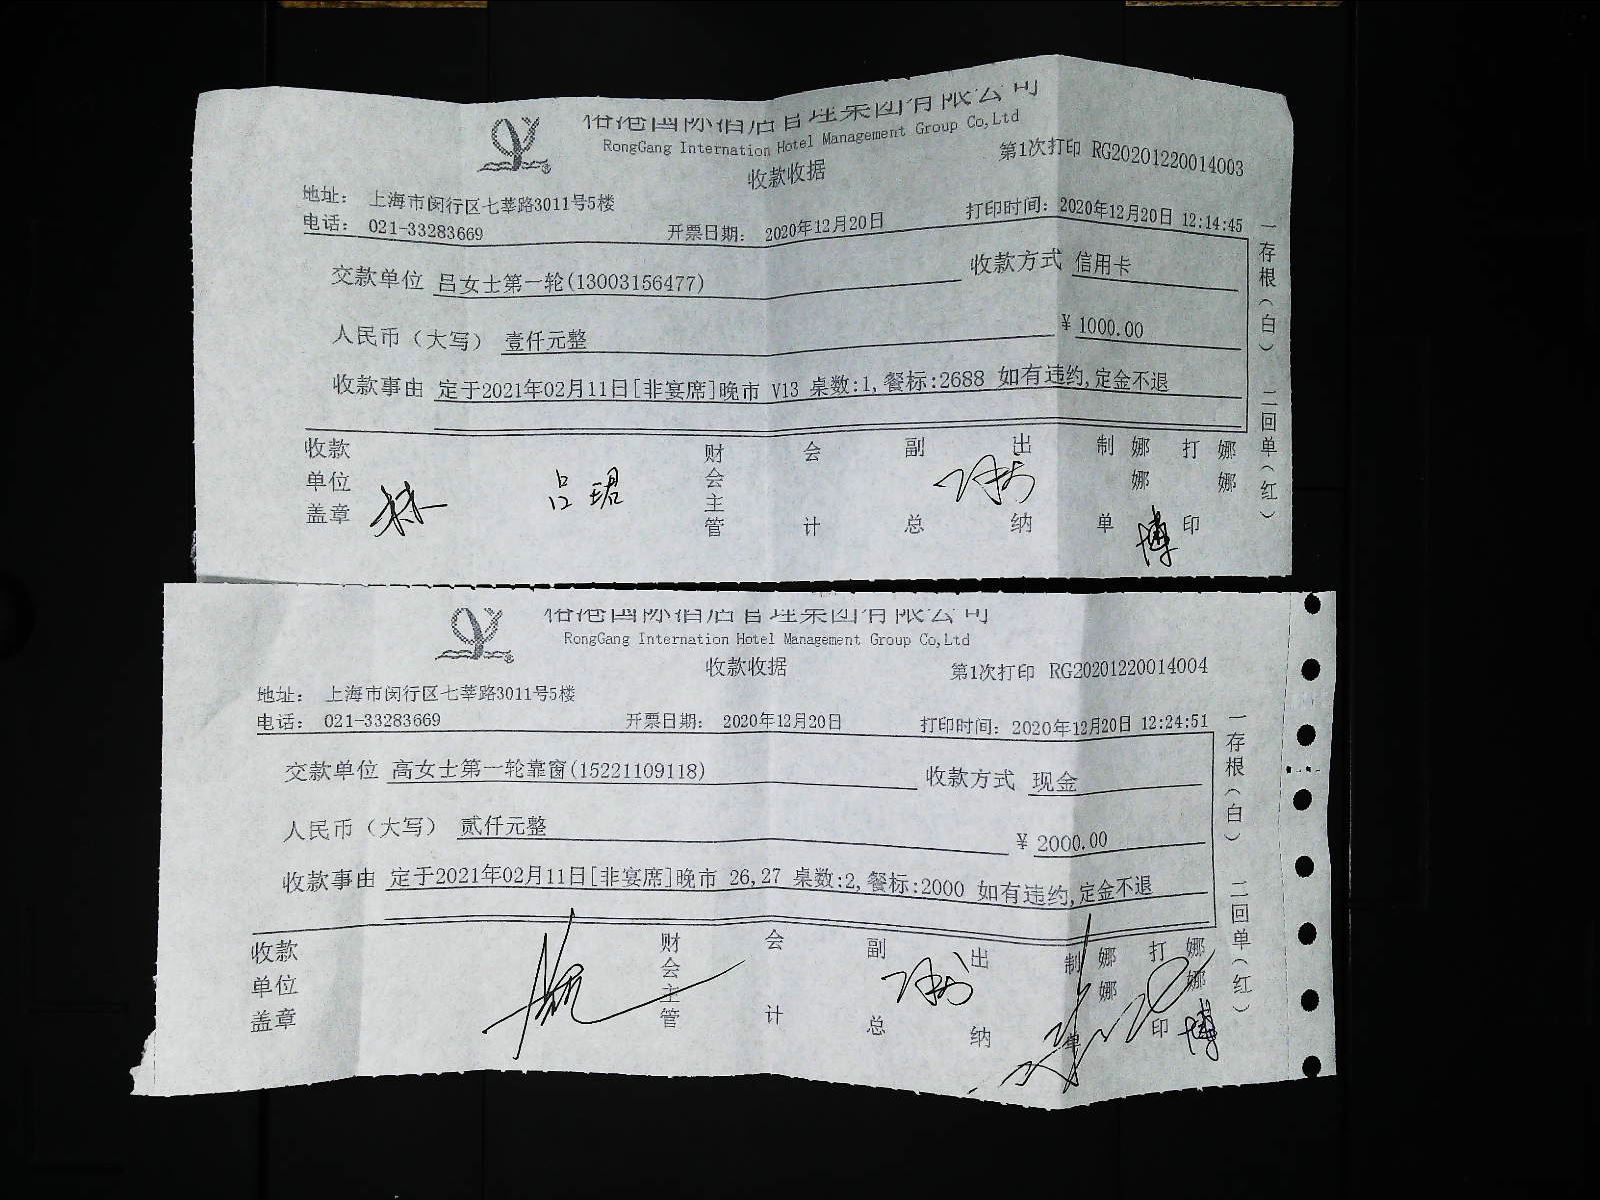 裕港国际酒店管理集团有限公司
RongGang Internation Hotel Management Group Co,Ltd
收款收据
第1次打印 RG20201220014003
地址： 上海市闵行区七莘路3011号5楼
电话： 021-33283669 开票日期： 2020年12月20日 打印时间： 2020年12月20日 12:14:45
交款单位 吕女士第一轮(13003156477) 收款方式 信用卡
人民币（大写） 壹仟元整 ¥ 1000.00
收款事由 定于2021年02月11日[非宴席]晚市 V13 桌数:1,餐标:2688 如有违约,定金不退
一存根（白） 二回单（红）
收款单位盖章 吕珺 财会主管 会计 副总 出纳 制单 娜娜 打印 娜娜
博
裕港国际酒店管理集团有限公司
RongGang Internation Hotel Management Group Co,Ltd
收款收据
第1次打印 RG20201220014004
地址： 上海市闵行区七莘路3011号5楼
电话： 021-33283669 开票日期： 2020年12月20日 打印时间： 2020年12月20日 12:24:51
交款单位 高女士第一轮靠窗(15221109118) 收款方式 现金
人民币（大写） 贰仟元整 ¥ 2000.00
收款事由 定于2021年02月11日[非宴席]晚市 26,27 桌数:2,餐标:2000 如有违约,定金不退
一存根（白） 二回单（红）
收款单位盖章 财会主管 会计 副总 出纳 制单 娜娜 打印 娜娜
博